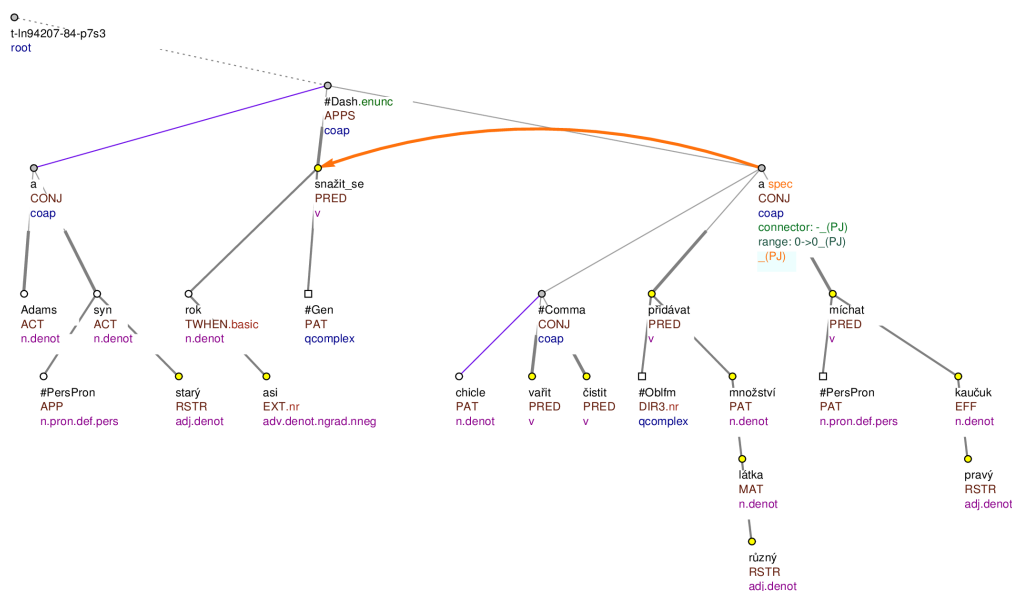 t-ln94207-84-p7s3
root
#Dash.enunc
APPS
coap
a
CONJ
coap
snažit_se
PRED
v
a spec
CONJ
coap
connector: -_(PJ)
range: 0->0_(PJ)
_(PJ)
Adams
ACT
n.denot
syn
ACT
n.denot
rok
TWHEN.basic
n.denot
#Gen
PAT
qcomplex
#Comma
CONJ
coap
přidávat
PRED
v
míchat
PRED
v
#PersPron
APP
n.pron.def.pers
starý
RSTR
adj.denot
asi
EXT.nr
adv.denot.ngrad.nneg
chicle
PAT
n.denot
vařit
PRED
v
čistit
PRED
v
#Oblfm
DIR3.nr
qcomplex
množství
PAT
n.denot
#PersPron
PAT
n.pron.def.pers
kaučuk
EFF
n.denot
látka
MAT
n.denot
pravý
RSTR
adj.denot
různý
RSTR
adj.denot